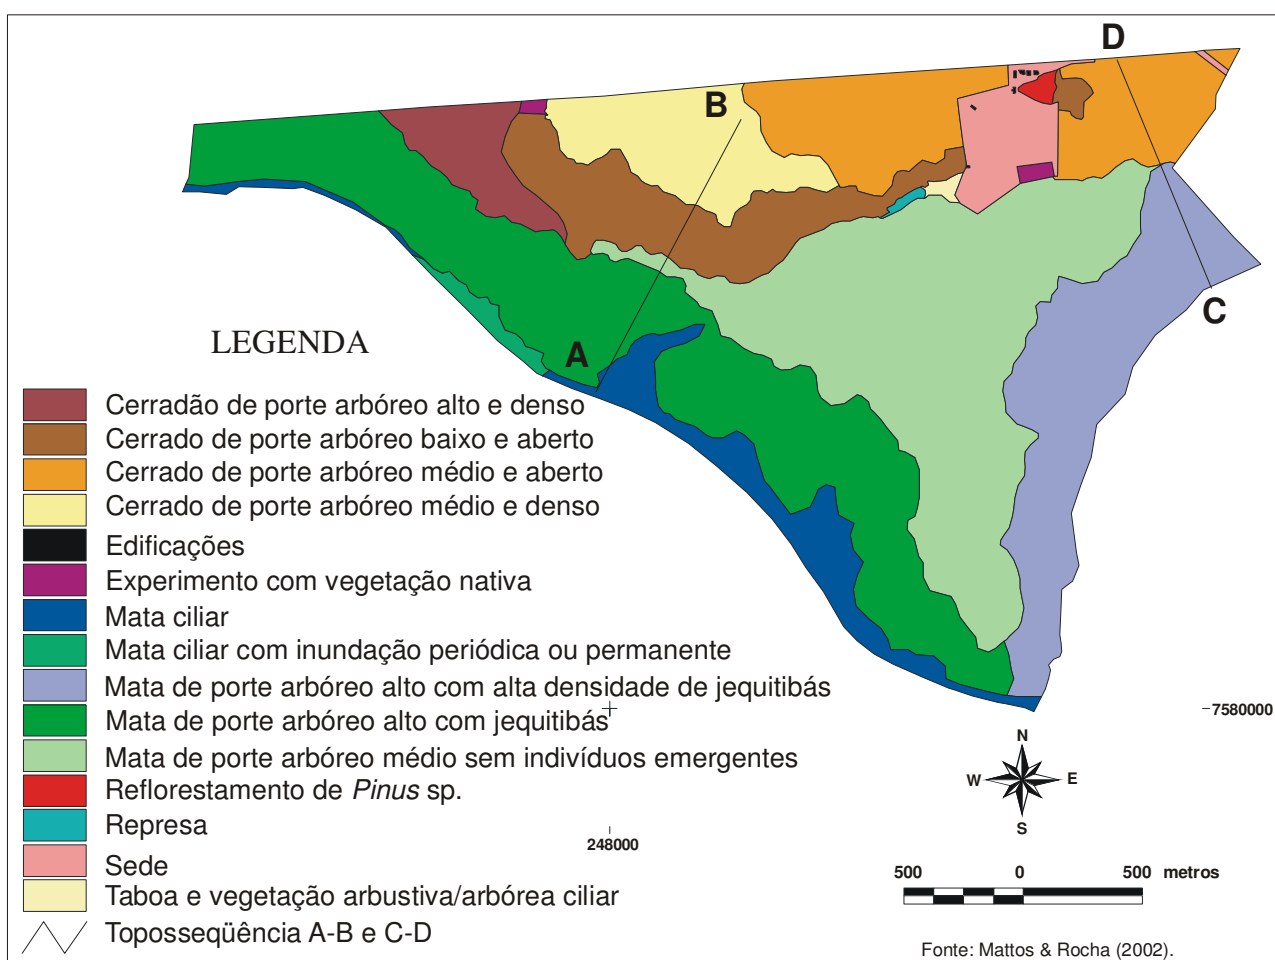 D
B
C
A
LEGENDA
Cerradão de porte arbóreo alto e denso
Cerrado de porte arbóreo baixo e aberto
Cerrado de porte arbóreo médio e aberto
Cerrado de porte arbóreo médio e denso
Edificações
Experimento com vegetação nativa
Mata ciliar
Mata ciliar com inundação periódica ou permanente
Mata de porte arbóreo alto com alta densidade de jequitibás
Mata de porte arbóreo alto com jequitibás
Mata de porte arbóreo médio sem indivíduos emergentes
Reflorestamento de Pinus sp.
Represa
Sede
Taboa e vegetação arbustiva/arbórea ciliar
Toposseqüência A-B e C-D
7580000
248000
N
W E
S
500 0 500 metros
Fonte: Mattos & Rocha (2002).